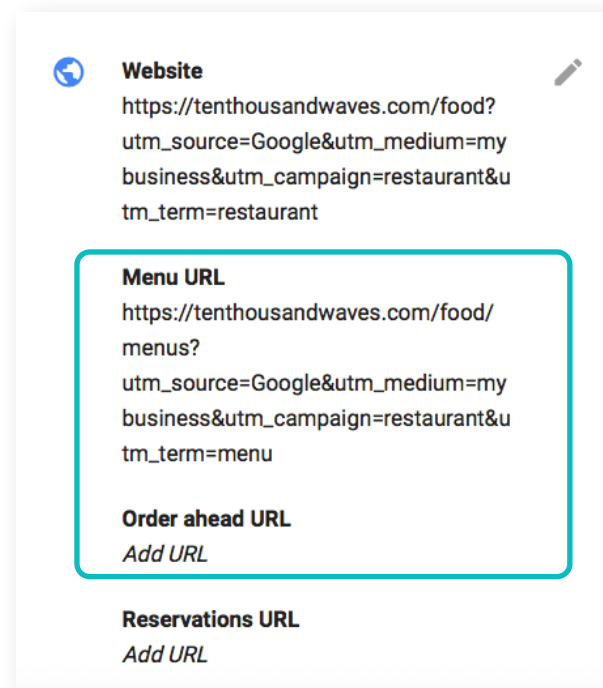 Website
https://tenthousandwaves.com/food?
utm_source=Google&utm_medium=my
business&utm_campaign=restaurant&u
tm_term=restaurant
Menu URL
https://tenthousandwaves.com/food/
menus?
utm_source=Google&utm_medium=my
business&utm_campaign=restaurant&u
tm_term=menu
Order ahead URL
Add URL
Reservations URL
Add URL